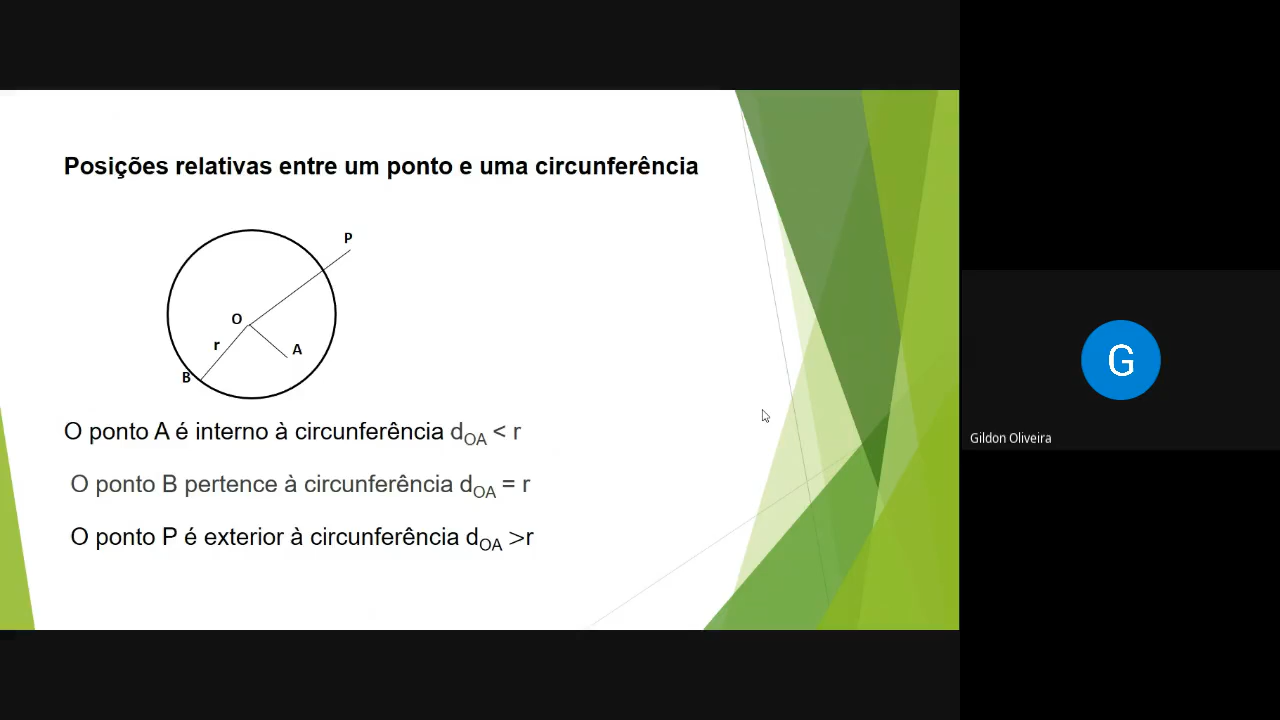 Posições relativas entre um ponto e uma circunferência
P
O
r
A
B
O ponto A é interno à circunferência dOA < r
O ponto B pertence à circunferência dOA = r
O ponto P é exterior à circunferência dOA >r
G
Gildon Oliveira